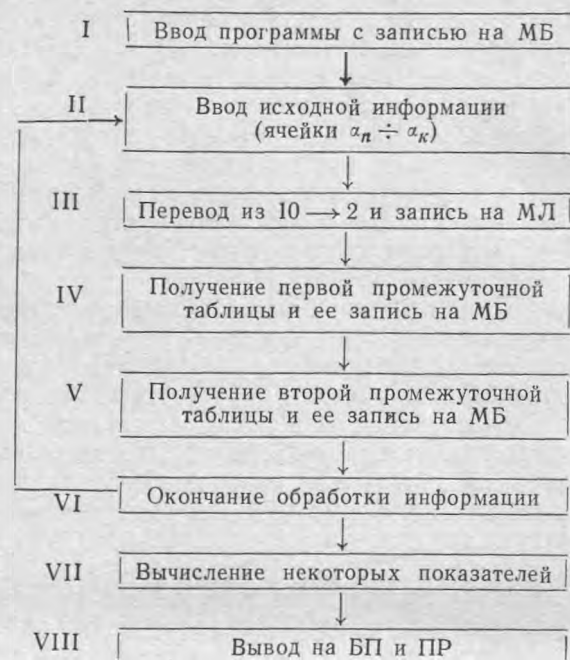 I Ввод программы с записью на МБ
II Ввод исходной информации
(ячейки αп ÷ αк)
III Перевод из 10 → 2 и запись на МЛ
IV Получение первой промежуточной
таблицы и ее запись на МБ
V Получение второй промежуточной
таблицы и ее запись на МБ
VI Окончание обработки информации
VII Вычисление некоторых показателей
VIII Вывод на БП и ПР